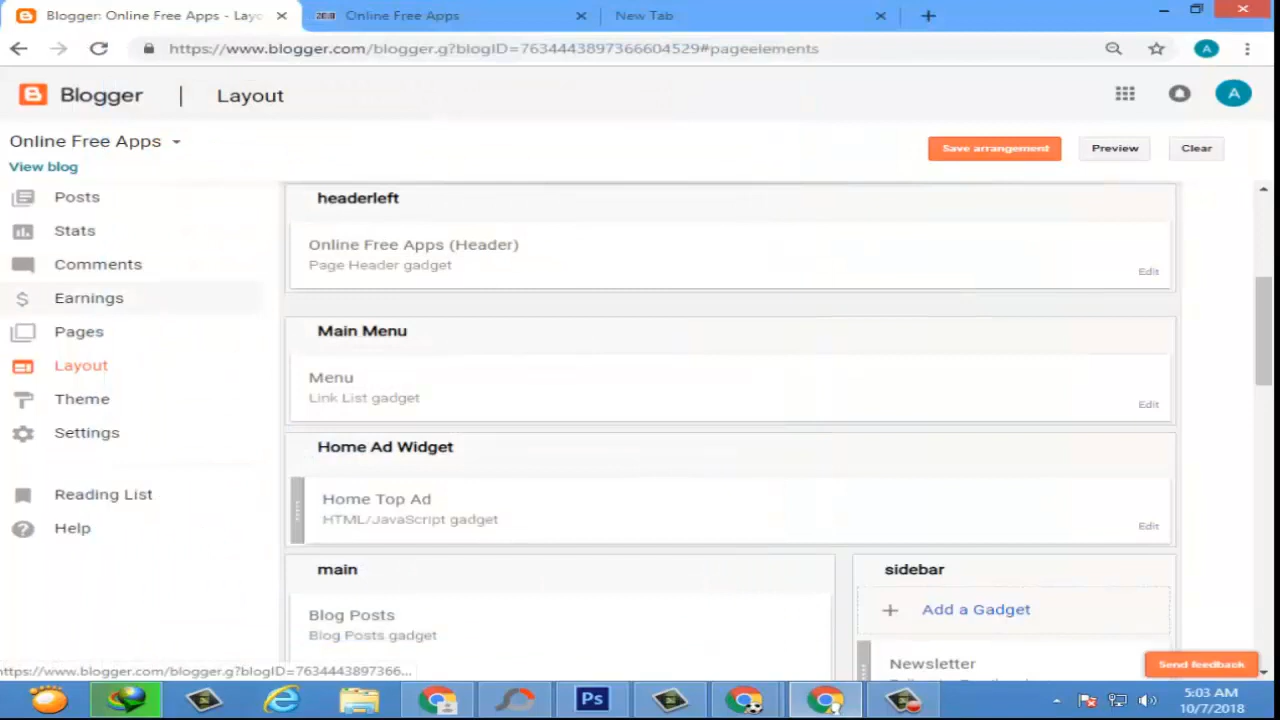 Blogger: Online Free Apps - Layo
Online Free Apps
New Tab
https://www.blogger.com/blogger.g?blogID=7634443897366604529#pageelements
A
Blogger | Layout
A
Online Free Apps
View blog
Save arrangement
Preview
Clear
Posts
Stats
Comments
Earnings
Pages
Layout
Theme
Settings
Reading List
Help
headerleft
Online Free Apps (Header)
Page Header gadget
Edit
Main Menu
Menu
Link List gadget
Edit
Home Ad Widget
Home Top Ad
HTML/JavaScript gadget
Edit
main
Blog Posts
Blog Posts gadget
sidebar
Add a Gadget
Newsletter
Send feedback
https://www.blogger.com/blogger.g?blogID=7634443897366...
Ps
5:03 AM
10/7/2018